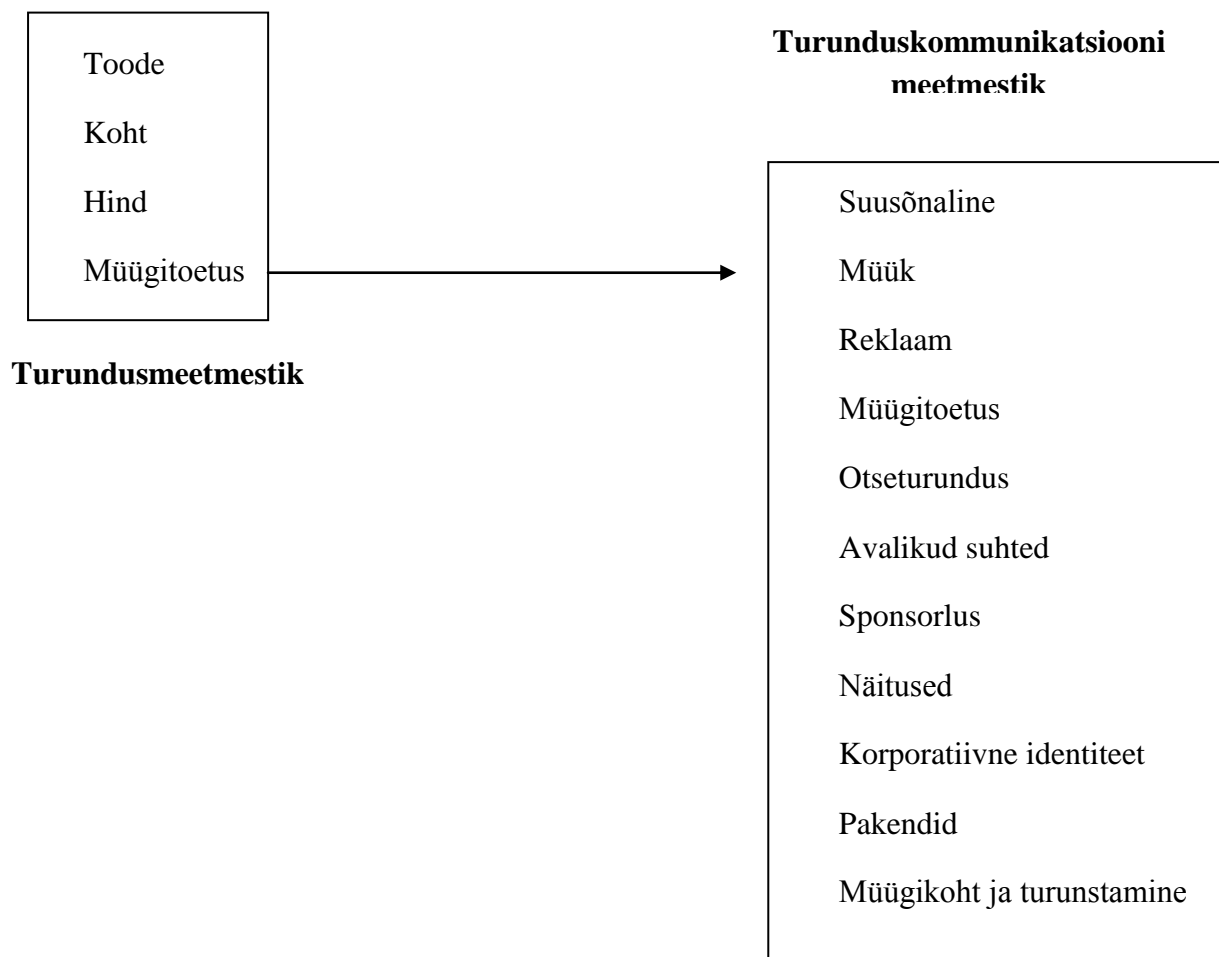 Toode
Koht
Hind
Müügitoetus
Turundusmeetmestik
Turunduskommunikatsiooni
meetmestik
Suusõnaline
Müük
Reklaam
Müügitoetus
Otseturundus
Avalikud suhted
Sponsorlus
Näitused
Korporatiivne identiteet
Pakendid
Müügikoht ja turunstamine